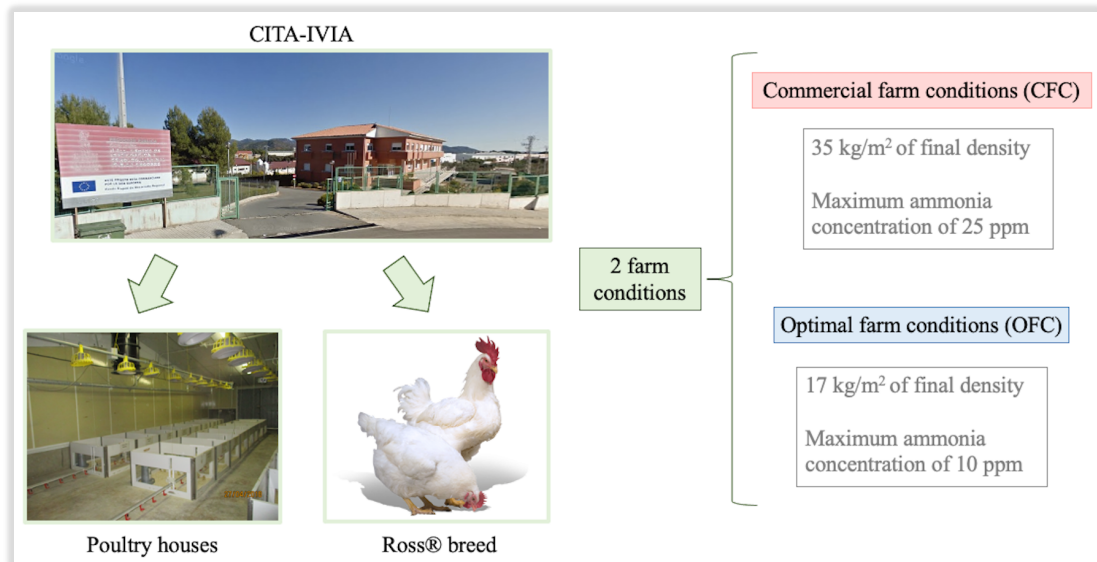 CITA-IVIA
Commercial farm conditions (CFC)
35 kg/m² of final density
Maximum ammonia
concentration of 25 ppm
2 farm
conditions
Optimal farm conditions (OFC)
17 kg/m² of final density
Maximum ammonia
concentration of 10 ppm
Poultry houses
Ross® breed